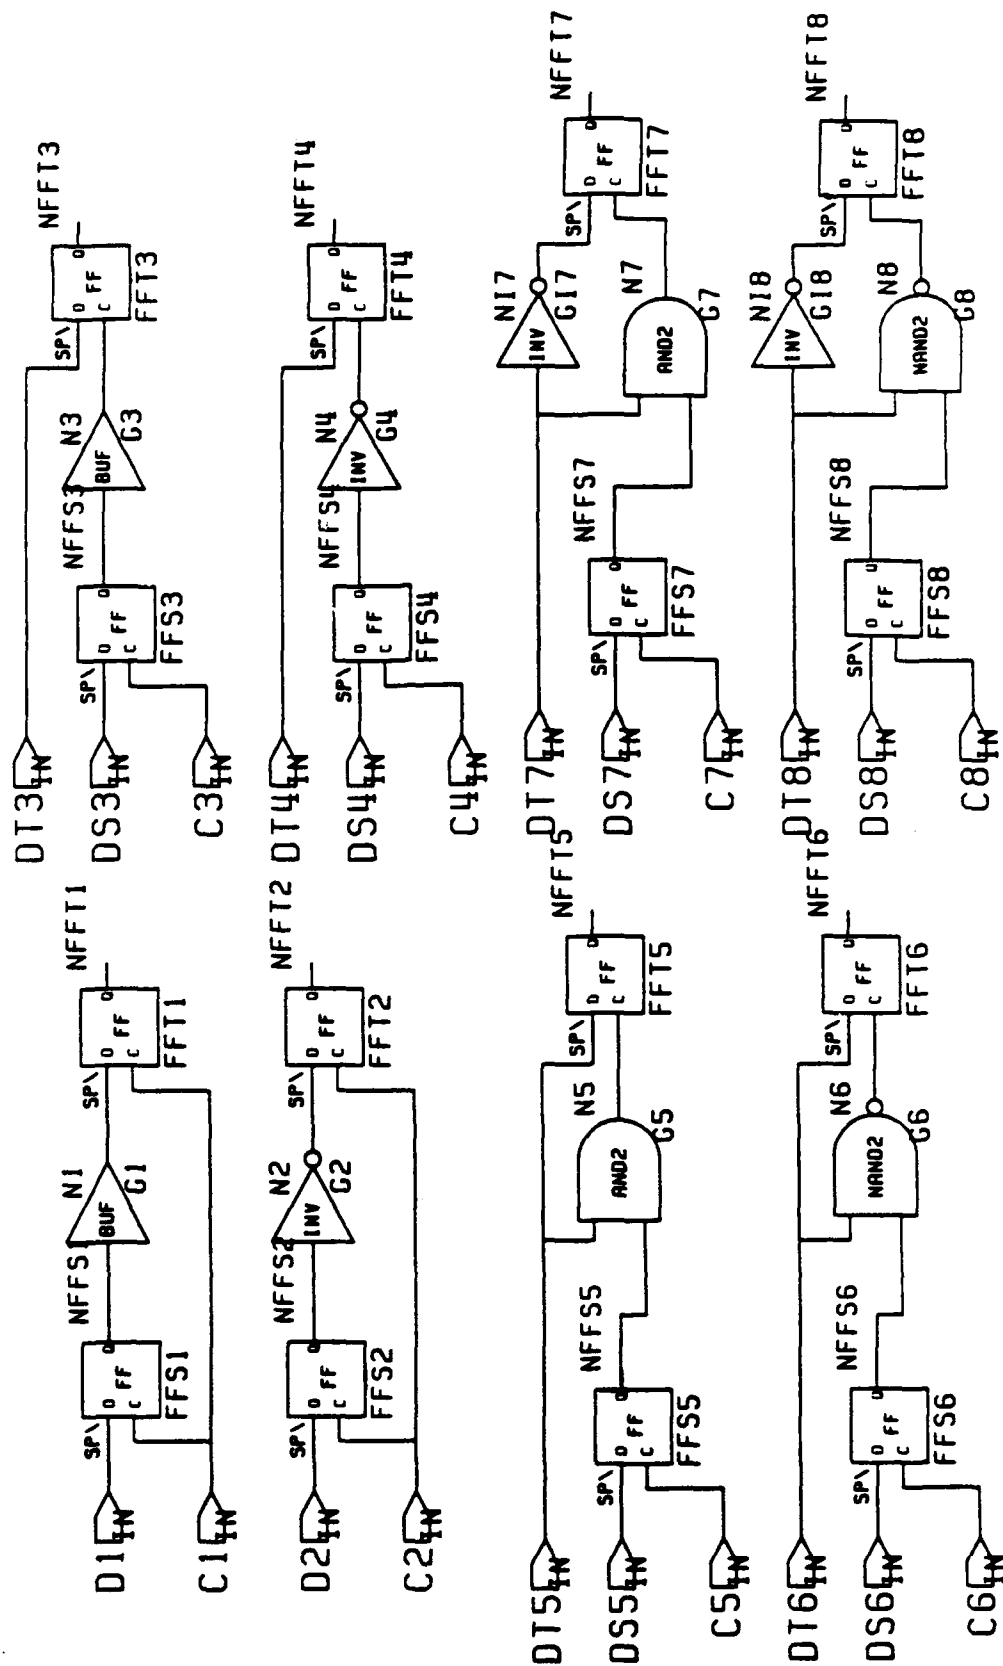 D1
IN
C1
IN
SP\
D
C
FF
FFS1
NFFS1
BUF
N1
G1
SP\
D
C
FF
FFT1
NFFT1
DT3
IN
DS3
IN
C3
IN
SP\
D
C
FF
FFS3
NFFS3
BUF
N3
G3
SP\
D
C
FF
FFT3
NFFT3
D2
IN
C2
IN
SP\
D
C
FF
FFS2
NFFS2
INV
N2
G2
SP\
D
C
FF
FFT2
NFFT2
DT4
IN
DS4
IN
C4
IN
SP\
D
C
FF
FFS4
NFFS4
INV
N4
G4
SP\
D
C
FF
FFT4
NFFT4
DT5
IN
DS5
IN
C5
IN
SP\
D
C
FF
FFS5
NFFS5
AND2
N5
G5
SP\
D
C
FF
FFT5
NFFT5
DT7
IN
DS7
IN
C7
IN
SP\
D
C
FF
FFS7
NFFS7
INV
NI7
GI7
AND2
N7
G7
SP\
D
C
FF
FFT7
NFFT7
DT6
IN
DS6
IN
C6
IN
SP\
D
C
FF
FFS6
NFFS6
NAND2
N6
G6
SP\
D
C
FF
FFT6
NFFT6
DT8
IN
DS8
IN
C8
IN
SP\
D
C
FF
FFS8
NFFS8
INV
NI8
GI8
NAND2
N8
G8
SP\
D
C
FF
FFT8
NFFT8